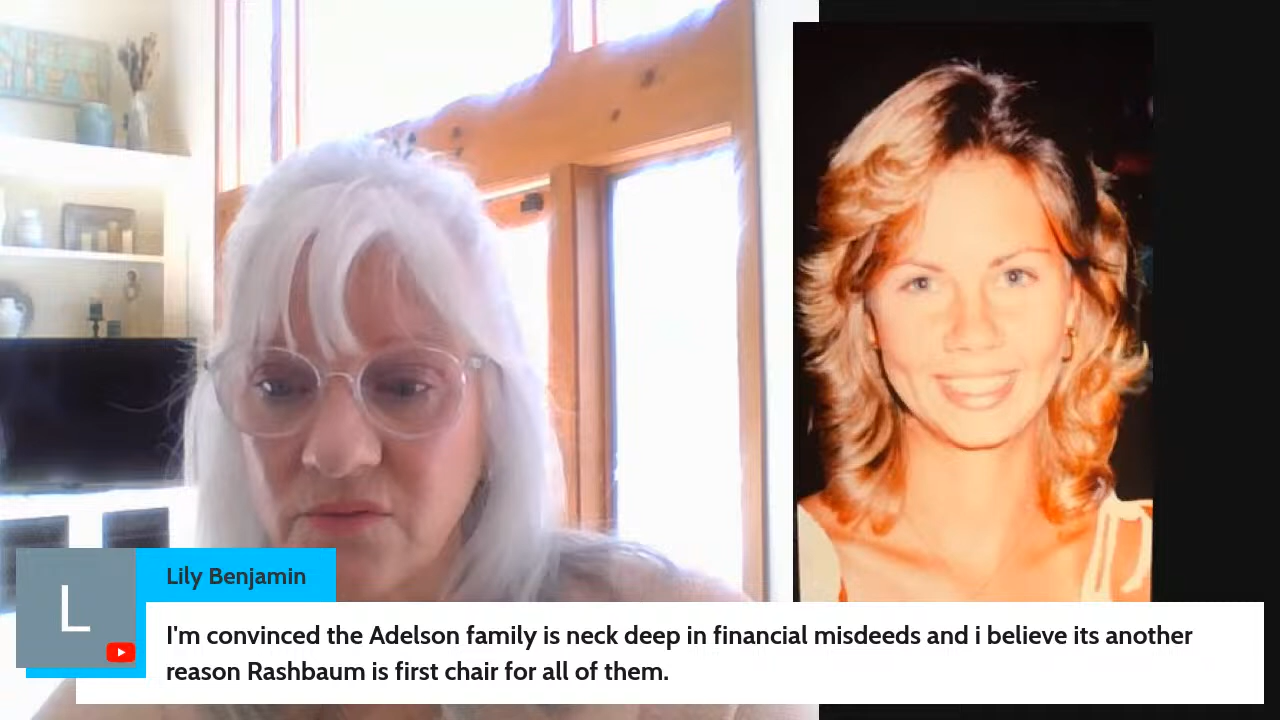 L
Lily Benjamin
I'm convinced the Adelson family is neck deep in financial misdeeds and i believe its another
reason Rashbaum is first chair for all of them.